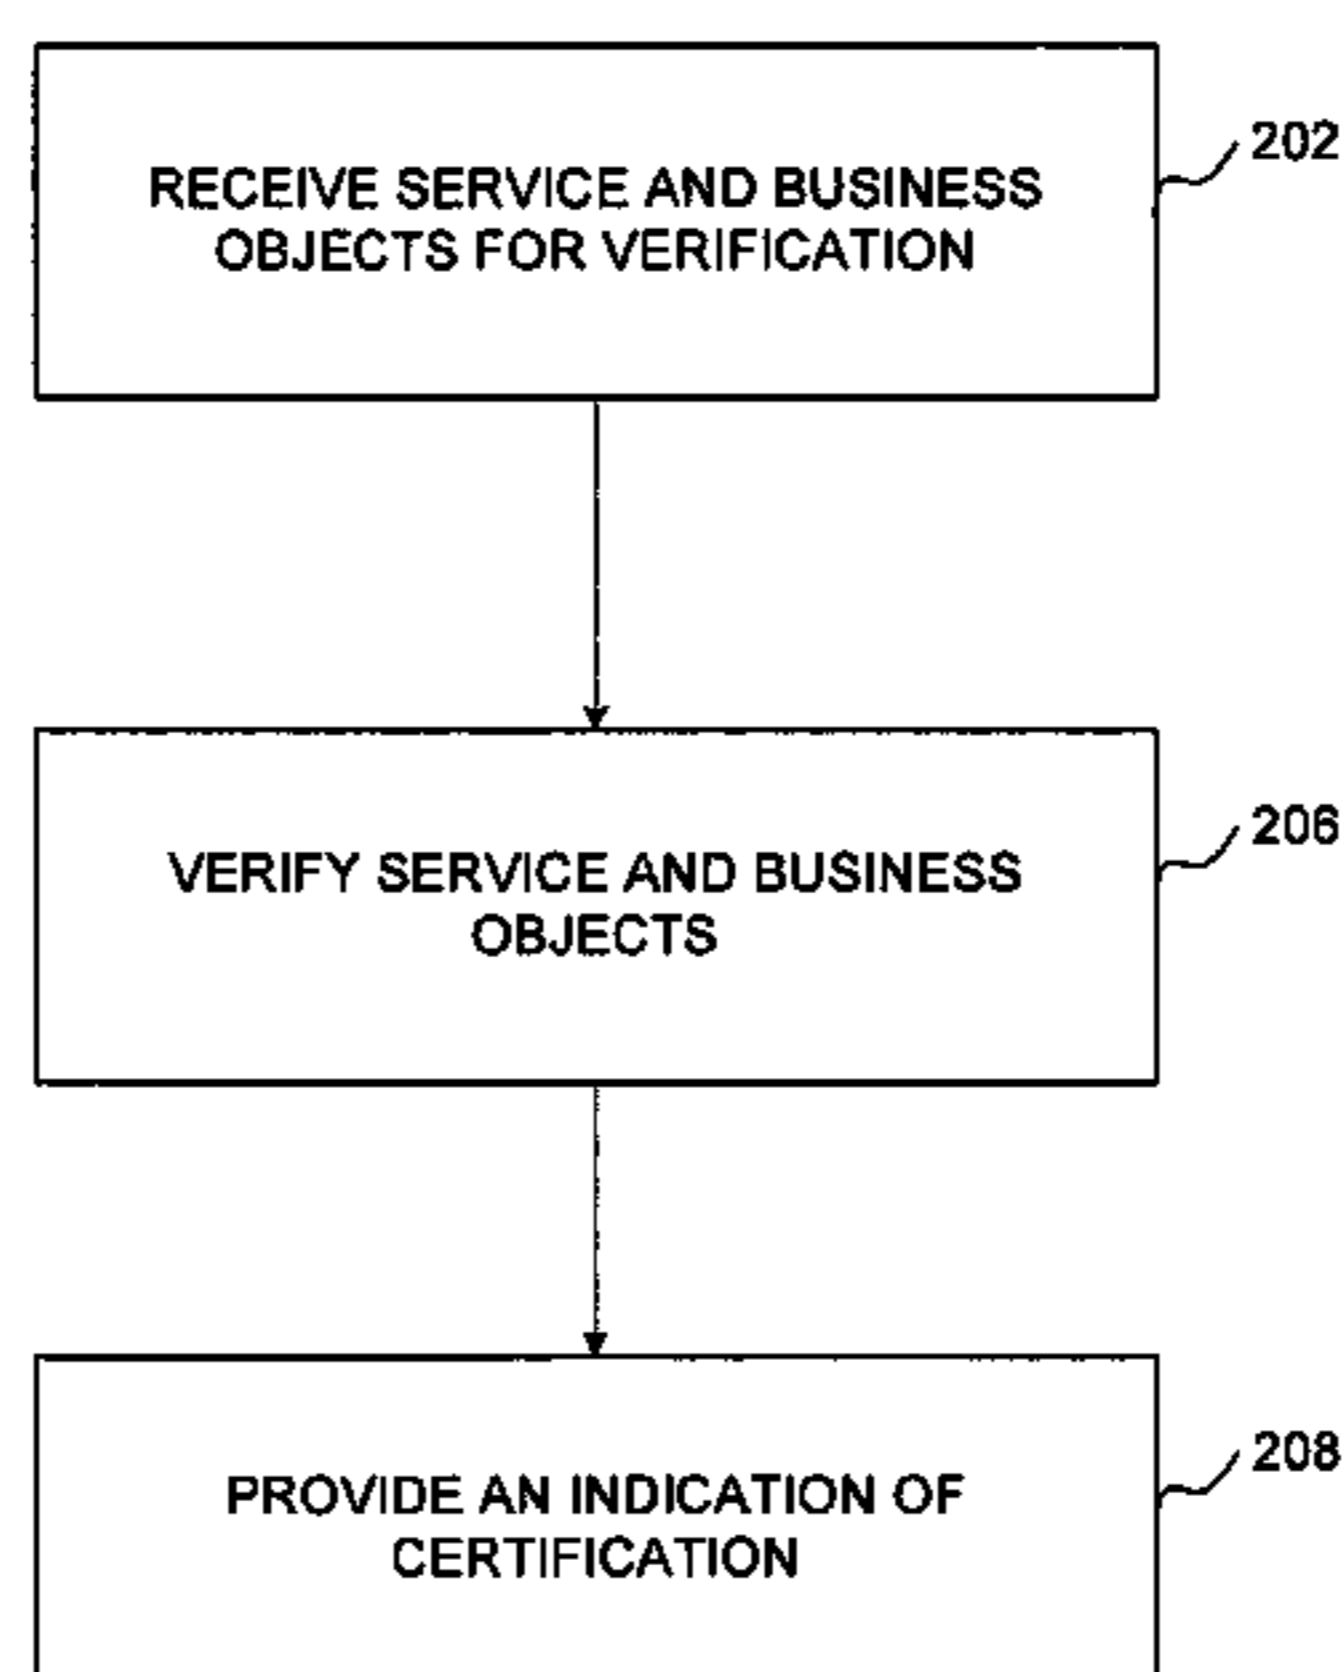 RECEIVE SERVICE AND BUSINESS
OBJECTS FOR VERIFICATION
202
VERIFY SERVICE AND BUSINESS
OBJECTS
206
PROVIDE AN INDICATION OF
CERTIFICATION
208